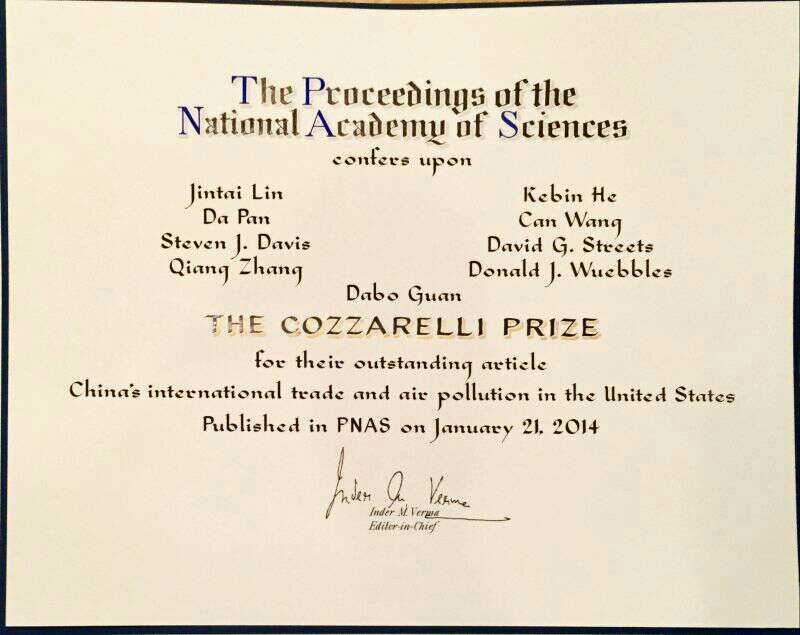 The Proceedings of the
National Academy of Sciences
confers upon
Jintai Lin
Kebin He
Da Pan
Can Wang
Steven J. Davis
David G. Streets
Qiang Zhang
Donald J. Wuebbles
Dabo Guan
THE COZZARELLI PRIZE
for their outstanding article
China's international trade and air pollution in the United States
Published in PNAS on January 21, 2014
Inder M. Verma
Inder M. Verma
Editor-in-Chief